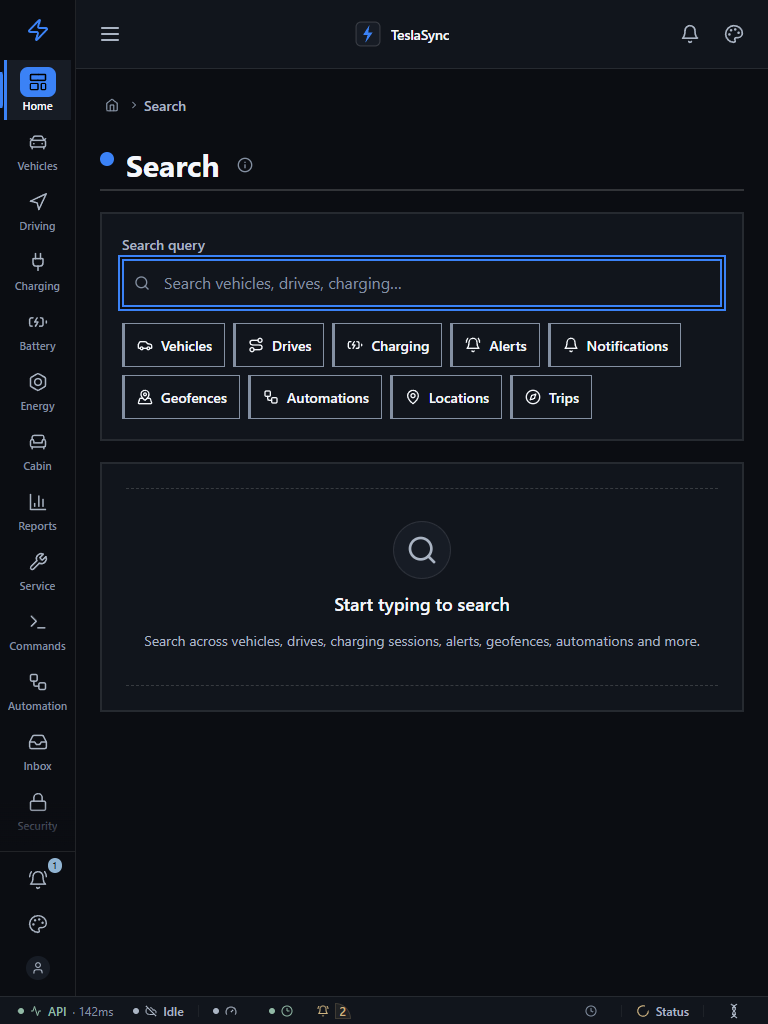 TeslaSync
Home
Vehicles
Driving
Charging
Battery
Energy
Cabin
Reports
Service
Commands
Automation
Inbox
Security
1
Search
Search
Search query
Search vehicles, drives, charging...
Vehicles Drives Charging Alerts Notifications
Geofences Automations Locations Trips
Start typing to search
Search across vehicles, drives, charging sessions, alerts, geofences, automations and more.
API · 142ms Idle 2 Status